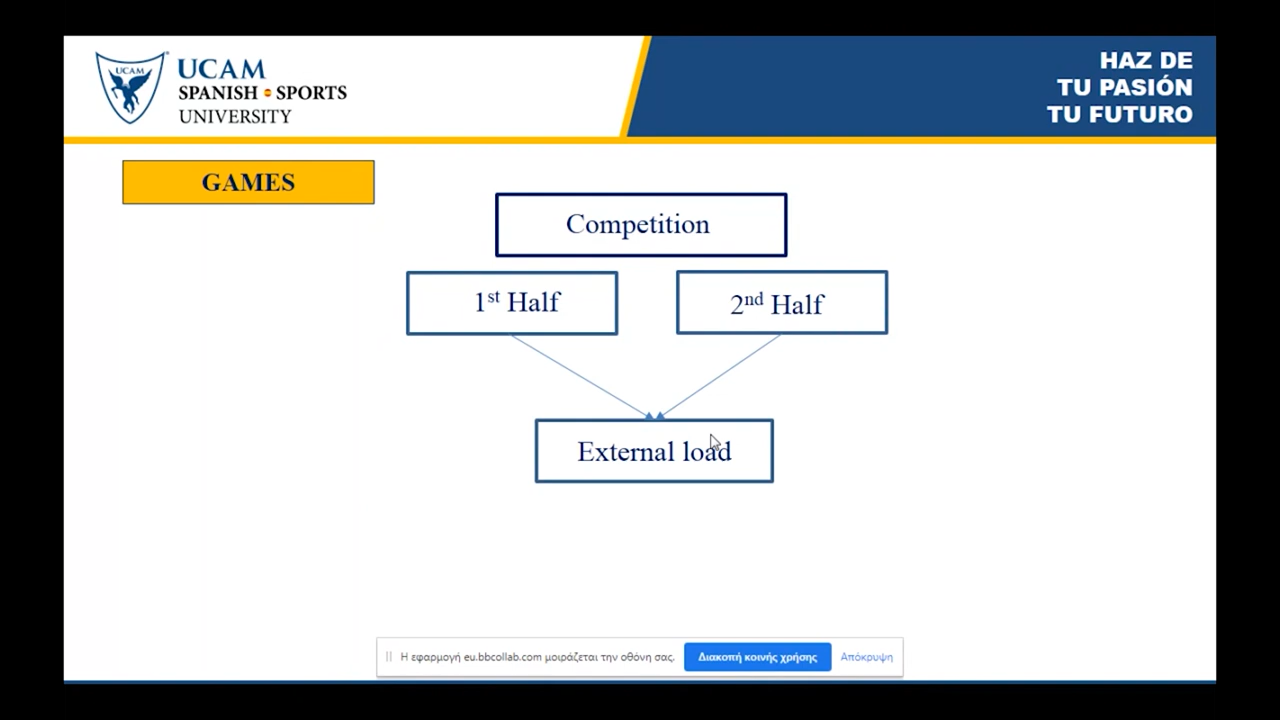 UCAM
UCAM
SPANISH SPORTS
UNIVERSITY
HAZ DE
TU PASIÓN
TU FUTURO
GAMES
Competition
1st Half
2nd Half
External load
Η εφαρμογή eu.bbcollab.com μοιράζεται την οθόνη σας.
Διακοπή κοινής χρήσης
Απόκρυψη